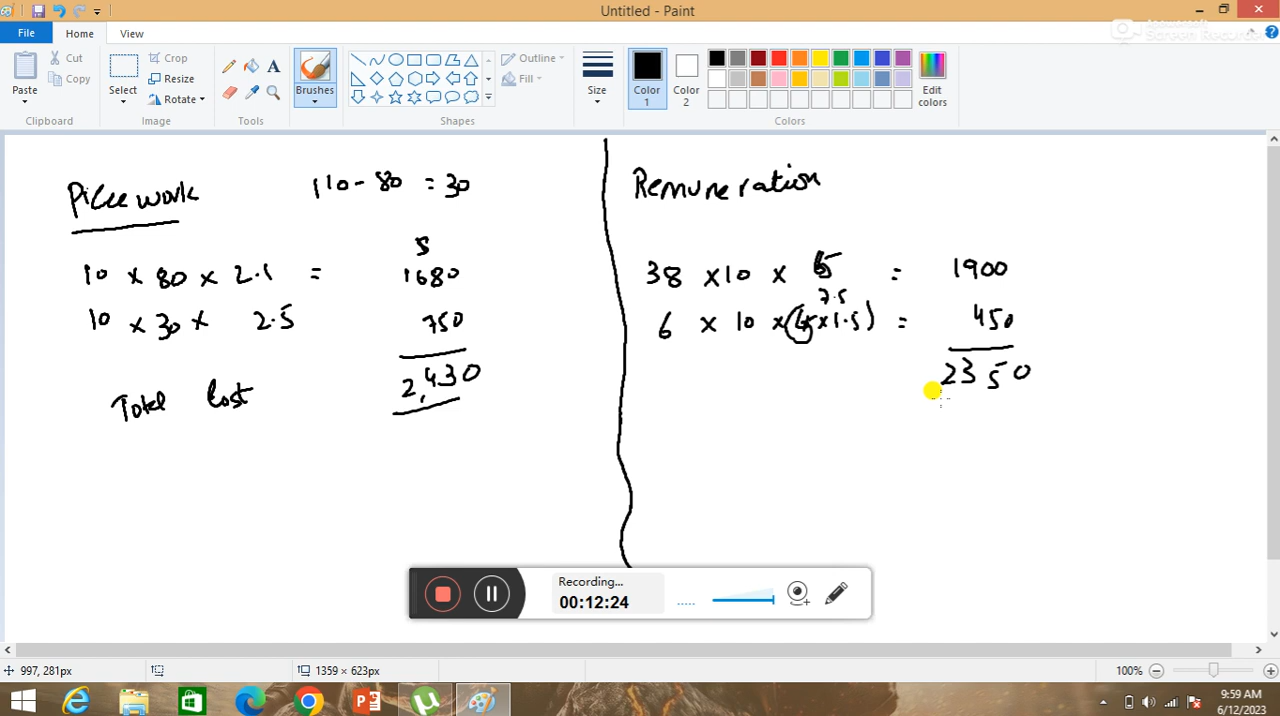 Untitled - Paint
File
Home
View
Paste
Cut
Copy
Clipboard
Select
Crop
Resize
Rotate
Image
A
Tools
Brushes
Outline
Fill
Shapes
Size
Color 1
Color 2
Edit colors
Colors
Screen Recorder
Piece work
110 - 80 = 30
$
10 × 80 × 2.1 = 1680
10 × 30 × 2.5 750
Total Cost 2,430
Remuneration
38 × 10 × 5 = 1900
7.5
6 × 10 × (5 × 1.5) = 450
2350
Recording...
00:12:24
997, 281px
1359 × 623px
100%
9:59 AM
6/12/2023